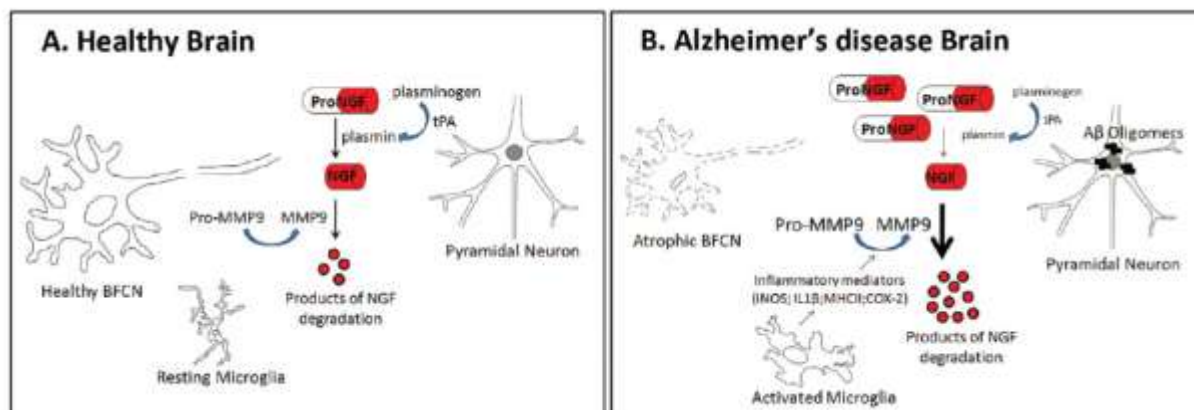 A. Healthy Brain
ProNGF
plasminogen
tPA
plasmin
NGF
Pro-MMP9 MMP9
Pyramidal Neuron
Healthy BFCN
Products of NGF
degradation
Resting Microglia
B. Alzheimer's disease Brain
ProNGF
ProNGF
ProNGF
plasminogen
tPA
plasmin
Aβ Oligomers
NGF
Pro-MMP9 MMP9
Atrophic BFCN
Pyramidal Neuron
Inflammatory mediators
(iNOS; IL1β;MHCII;COX-2)
Products of NGF
degradation
Activated Microglia